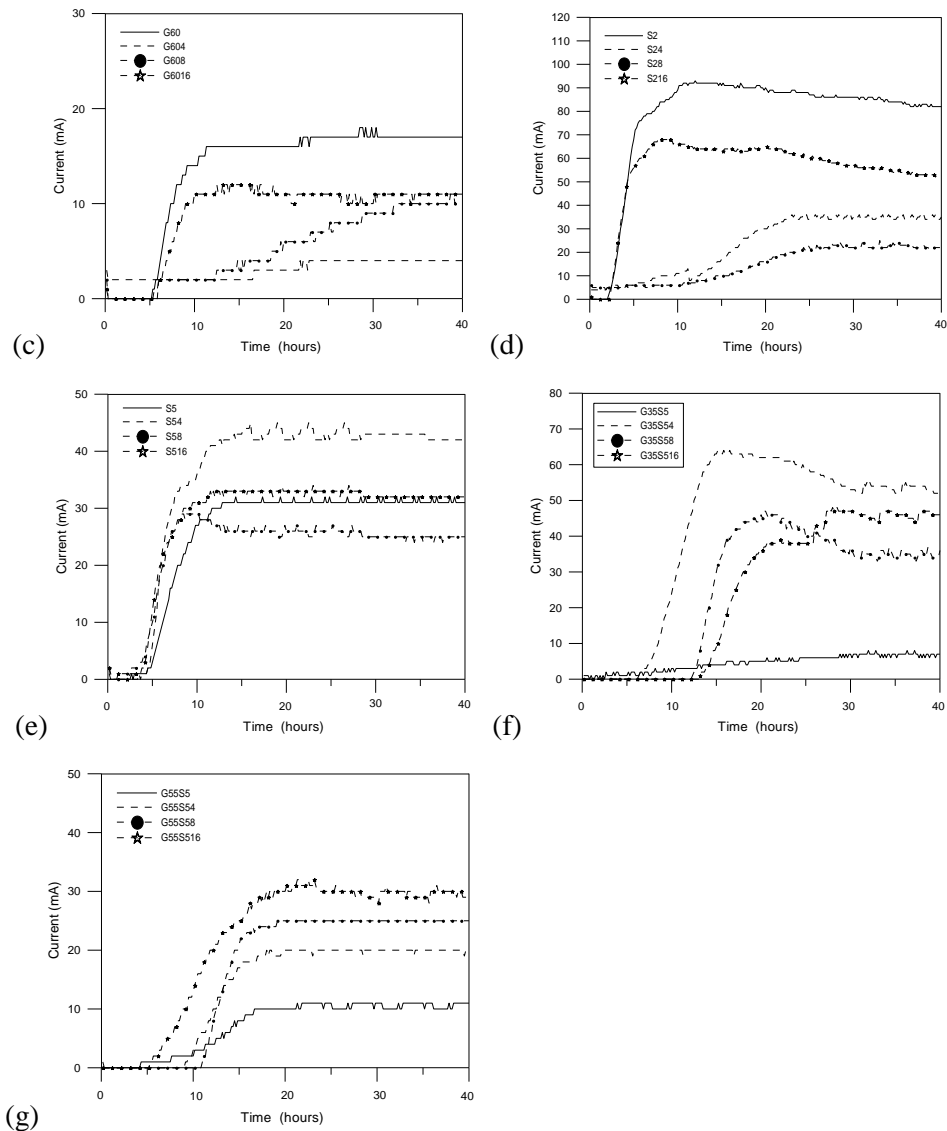 30
20
10
0
Current (mA)
G60
G604
G608
G6016
0 10 20 30 40
Time (hours)
(c)
120
110
100
90
80
70
60
50
40
30
20
10
0
Current (mA)
S2
S24
S28
S216
0 10 20 30 40
Time (hours)
(d)
50
40
30
20
10
0
Current (mA)
S5
S54
S58
S516
0 10 20 30 40
Time (hours)
(e)
80
70
60
50
40
30
20
10
0
Current (mA)
G35S5
G35S54
G35S58
G35S516
0 10 20 30 40
Time (hours)
(f)
50
40
30
20
10
0
Current (mA)
G55S5
G55S54
G55S58
G55S516
0 10 20 30 40
Time (hours)
(g)